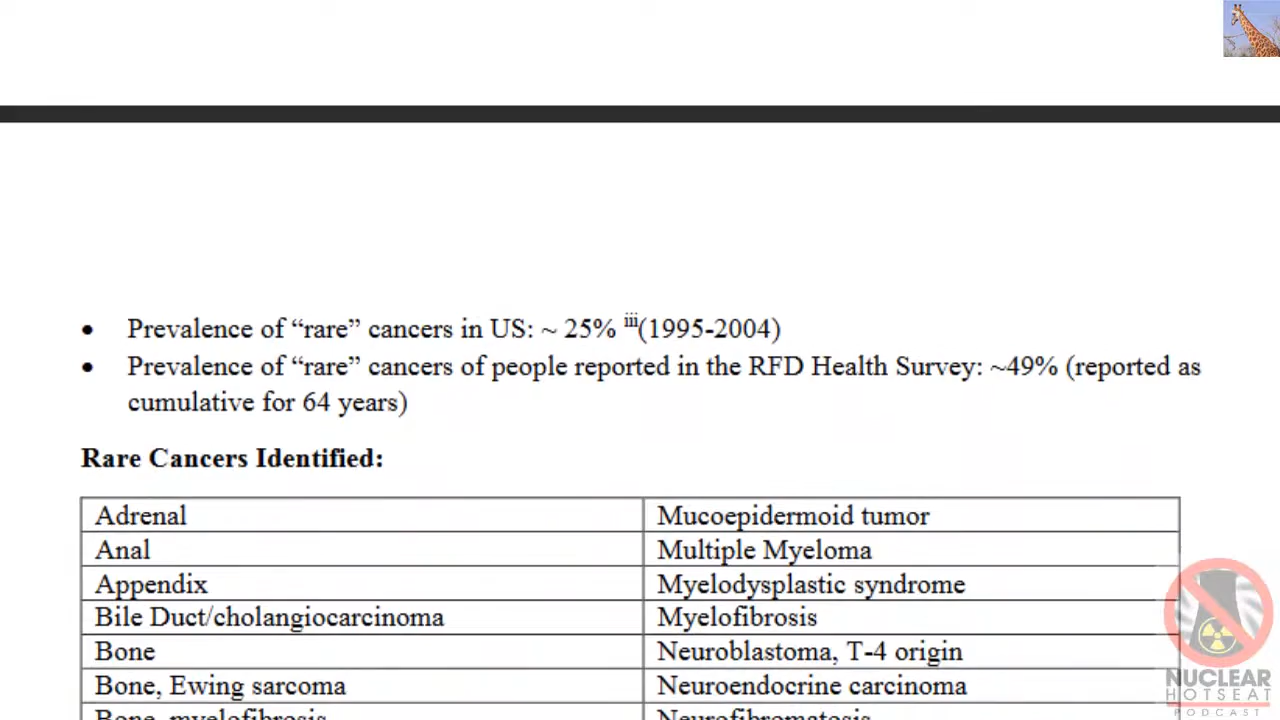 • Prevalence of “rare” cancers in US: ~ 25% iii(1995-2004)
• Prevalence of “rare” cancers of people reported in the RFD Health Survey: ~49% (reported as
cumulative for 64 years)
Rare Cancers Identified:
Adrenal Mucoepidermoid tumor
Anal Multiple Myeloma
Appendix Myelodysplastic syndrome
Bile Duct/cholangiocarcinoma Myelofibrosis
Bone Neuroblastoma, T-4 origin
Bone, Ewing sarcoma Neuroendocrine carcinoma
Bone, myelofibrosis Neurofibromatosis
NUCLEAR
HOTSEAT
PODCAST